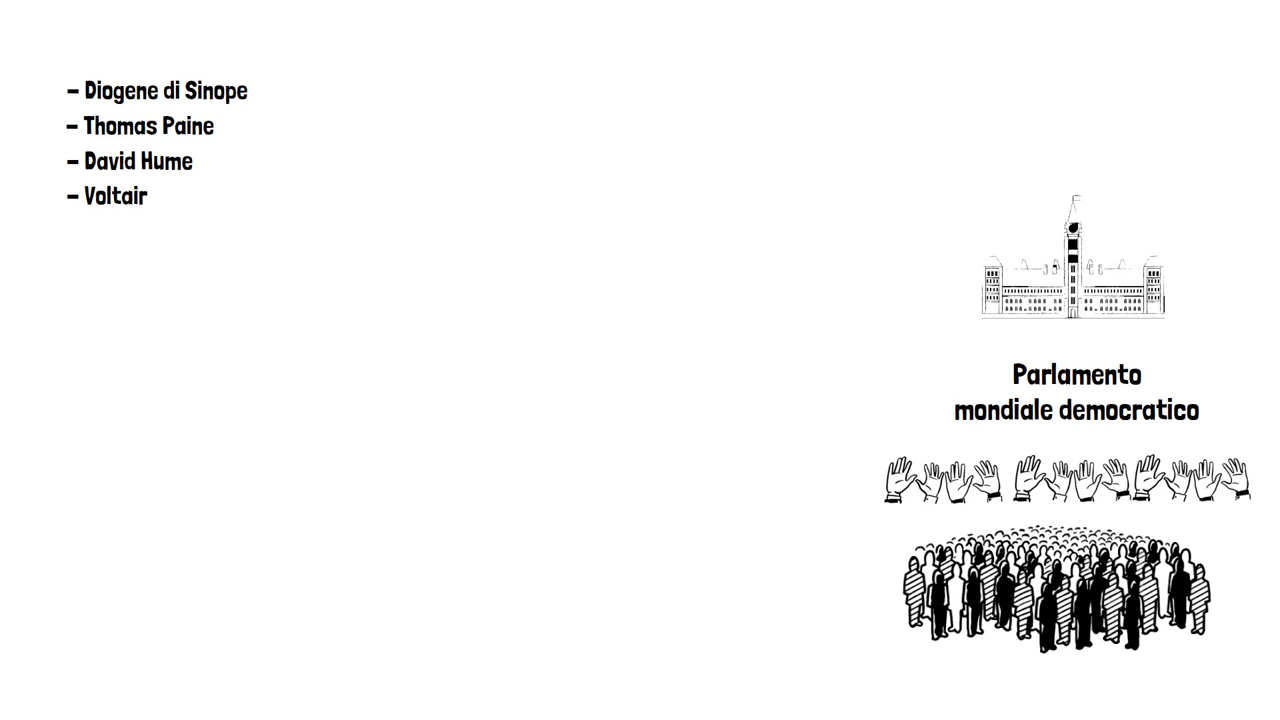 – Diogene di Sinope
– Thomas Paine
– David Hume
– Voltair
Parlamento
mondiale democratico